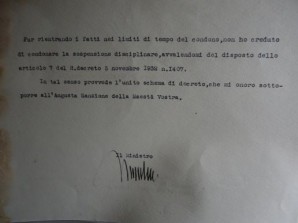 Pur rientrando i fatti nei limiti di tempo del condono, non ho creduto
di condonare la sospensione disciplinare, avvalendomi del disposto dello
articolo 7 del R.decreto 5 novembre 1932 n.1407.
In tal senso provvede l'unito schema di decreto, che mi onoro sotto-
porre all'Augusta Sanzione della Maestà Vostra.
Il Ministro